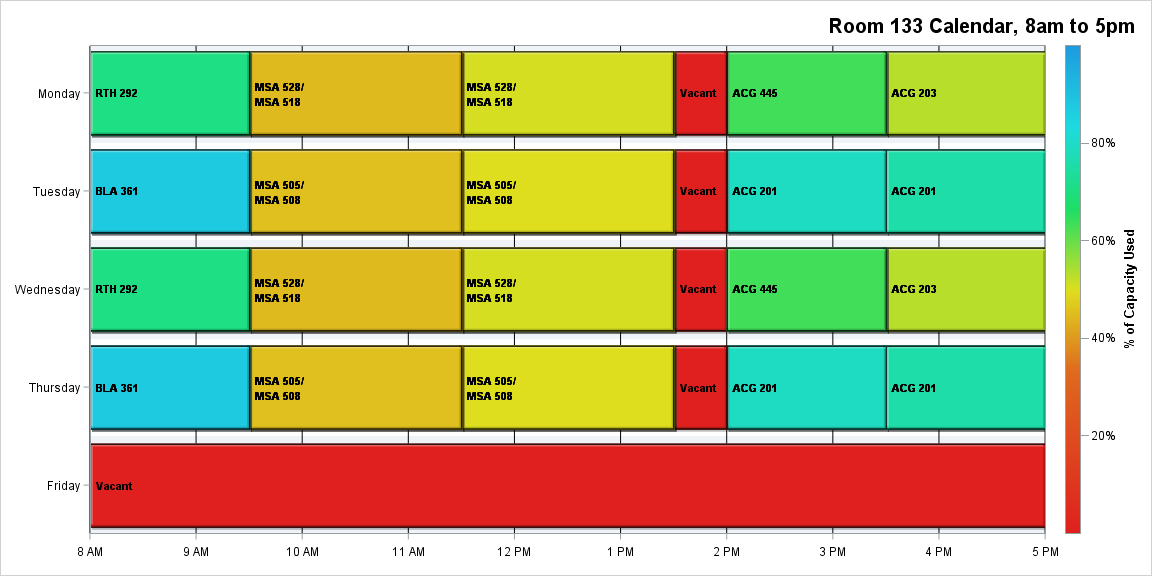 Room 133 Calendar, 8am to 5pm
Monday
RTH 292
MSA 528/
MSA 518
MSA 528/
MSA 518
Vacant
ACG 445
ACG 203
Tuesday
BLA 361
MSA 505/
MSA 508
MSA 505/
MSA 508
Vacant
ACG 201
ACG 201
Wednesday
RTH 292
MSA 528/
MSA 518
MSA 528/
MSA 518
Vacant
ACG 445
ACG 203
Thursday
BLA 361
MSA 505/
MSA 508
MSA 505/
MSA 508
Vacant
ACG 201
ACG 201
Friday
Vacant
8 AM
9 AM
10 AM
11 AM
12 PM
1 PM
2 PM
3 PM
4 PM
5 PM
80%
60%
40%
20%
% of Capacity Used